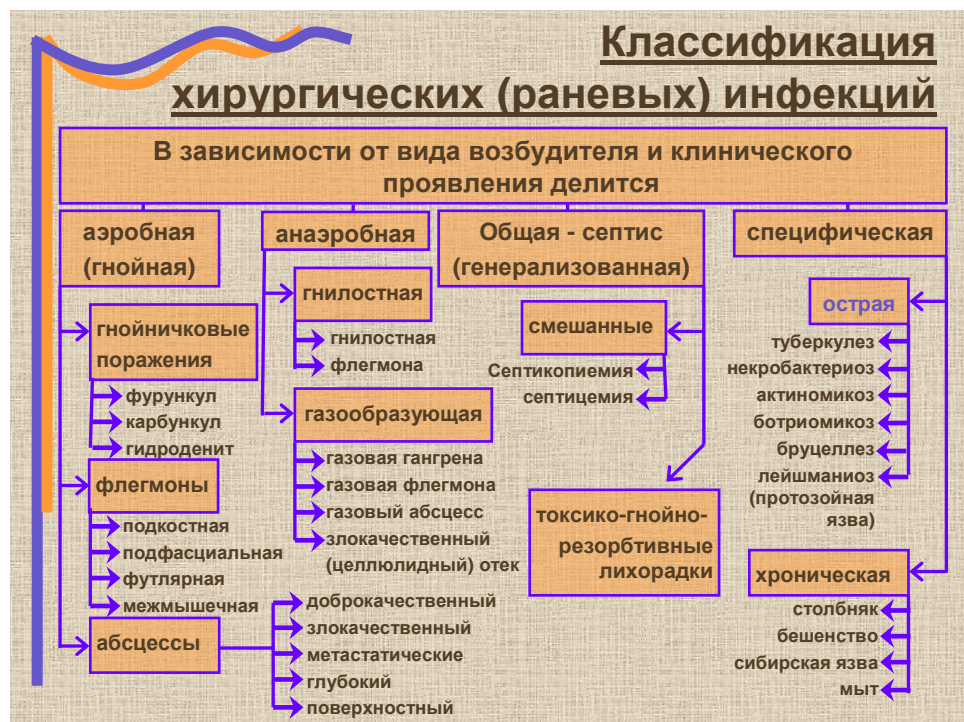 Классификация
хирургических (раневых) инфекций
В зависимости от вида возбудителя и клинического
проявления делится
аэробная
(гнойная)
гнойничковые
поражения
фурункул
карбункул
гидроденит
флегмоны
подкостная
подфасциальная
футлярная
межмышечная
абсцессы
доброкачественный
злокачественный
метастатические
глубокий
поверхностный
анаэробная
гнилостная
гнилостная
флегмона
газообразующая
газовая гангрена
газовая флегмона
газовый абсцесс
злокачественный
(целлюлидный) отек
Общая - септис
(генерализованная)
смешанные
Септикопиемия
септицемия
токсико-гнойно-
резорбтивные
лихорадки
специфическая
острая
туберкулез
некробактериоз
актиномикоз
ботриомикоз
бруцеллез
лейшманиоз
(протозойная
язва)
хроническая
столбняк
бешенство
сибирская язва
мыт